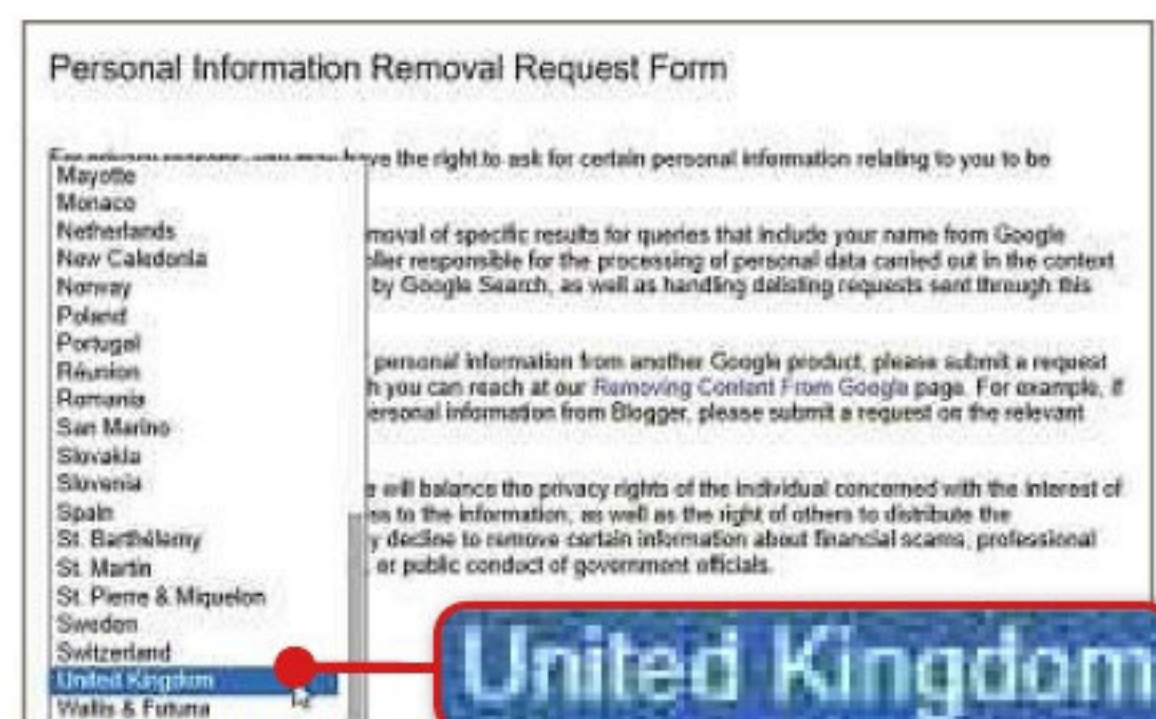 Personal Information Removal Request Form
For privacy reasons, you may have the right to ask for certain personal information relating to you to be
Mayotte
Monaco
Netherlands
New Caledonia
Norway
Poland
Portugal
Réunion
Romania
San Marino
Slovakia
Slovenia
Spain
St. Barthélemy
St. Martin
St. Pierre & Miquelon
Sweden
Switzerland
United Kingdom
Wallis & Futuna
moval of specific results for queries that include your name from Google
ller responsible for the processing of personal data carried out in the context
by Google Search, as well as handling delisting requests sent through this
personal information from another Google product, please submit a request
h you can reach at our Removing Content From Google page. For example, if
ersonal information from Blogger, please submit a request on the relevant
e will balance the privacy rights of the individual concerned with the interest of
ss to the information, as well as the right of others to distribute the
y decline to remove certain information about financial scams, professional
, or public conduct of government officials.
United Kingdom